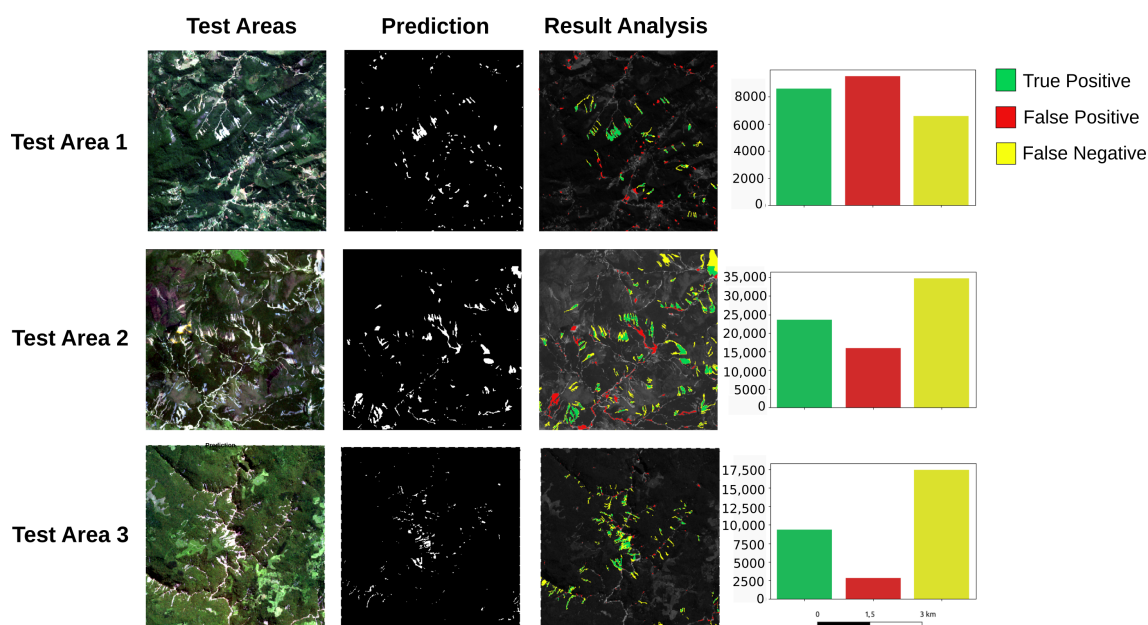 Test Areas Prediction Result Analysis
Test Area 1
8000
6000
4000
2000
0
True Positive
False Positive
False Negative
Test Area 2
35,000
30,000
25,000
20,000
15,000
10,000
5000
0
Prediction
Test Area 3
17,500
15,000
12,500
10,000
7500
5000
2500
0
0 1,5 3 km